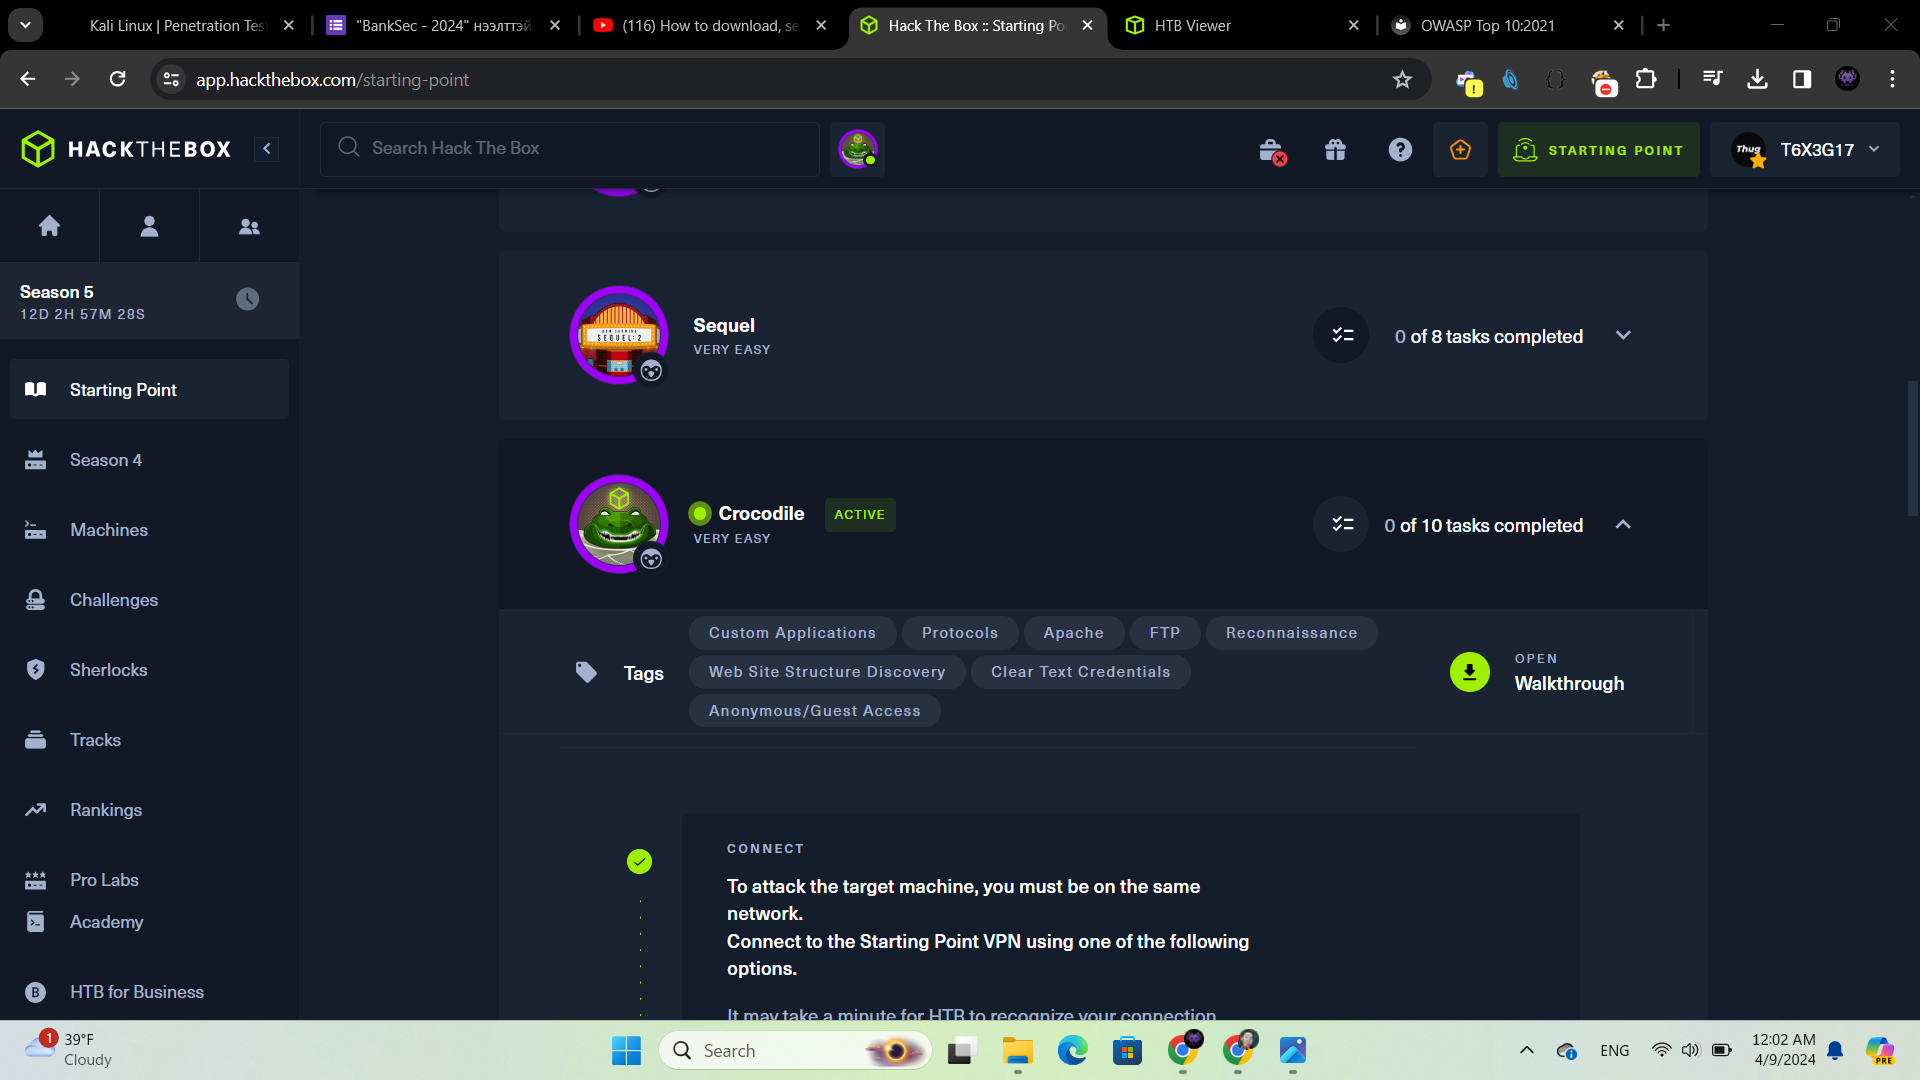 Kali Linux | Penetration Tes
"BankSec - 2024" нээлттэй
(116) How to download, se
Hack The Box :: Starting Po
HTB Viewer
OWASP Top 10:2021
app.hackthebox.com/starting-point
HACKTHEBOX
Search Hack The Box
STARTING POINT
Thug
T6X3G17
Season 5
12D 2H 57M 28S
Starting Point
Season 4
Machines
Challenges
Sherlocks
Tracks
Rankings
Pro Labs
Academy
HTB for Business
SEQUEL: 2
Sequel
VERY EASY
0 of 8 tasks completed
Crocodile
ACTIVE
VERY EASY
0 of 10 tasks completed
Tags
Custom Applications
Protocols
Apache
FTP
Reconnaissance
Web Site Structure Discovery
Clear Text Credentials
Anonymous/Guest Access
OPEN
Walkthrough
CONNECT
To attack the target machine, you must be on the same
network.
Connect to the Starting Point VPN using one of the following
options.
It may take a minute for HTB to recognize your connection.
1
39°F
Cloudy
Search
ENG
12:02 AM
4/9/2024
PRE